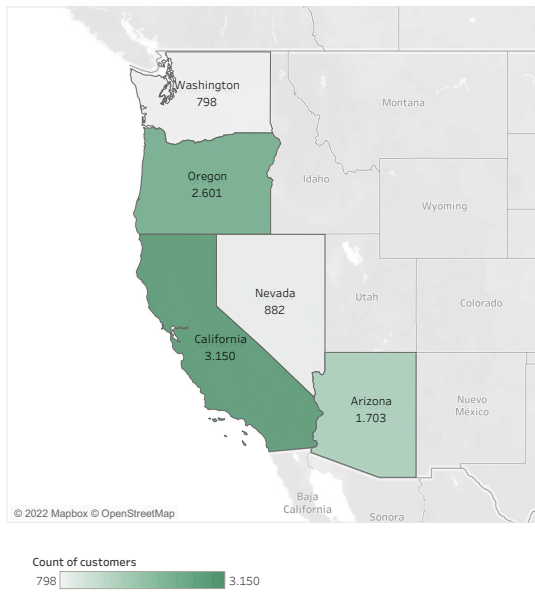 Washington
798
Montana
Oregon
2.601
Idaho
Wyoming
Nevada
882
Utah
Colorado
California
3.150
Arizona
1.703
Nuevo
México
Baja
California
Sonora
© 2022 Mapbox © OpenStreetMap
Count of customers
798
3.150